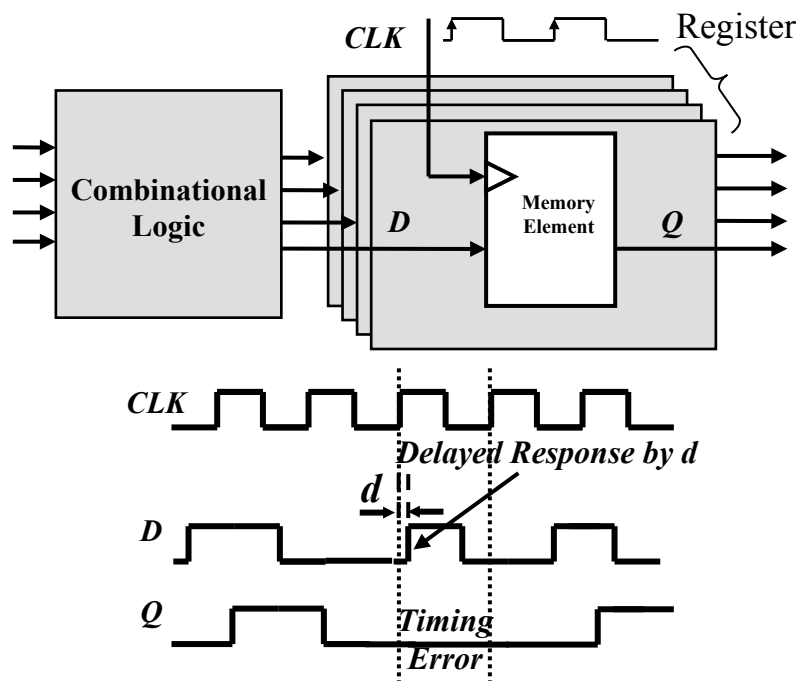 CLK
Register
Combinational
Logic
D
Memory
Element
Q
CLK
Delayed Response by d
d
D
Q
Timing
Error